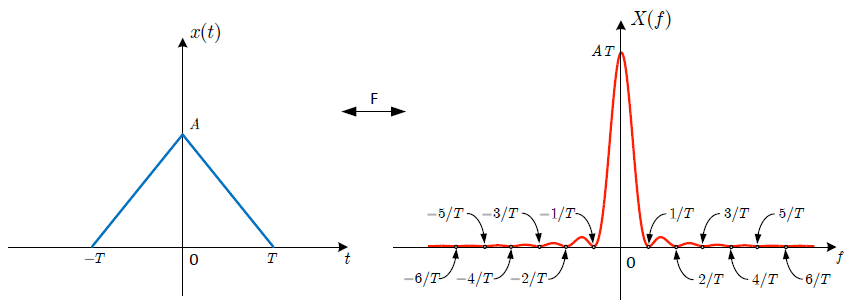 x(t)
A
−T
0
T
t
F
X(f)
AT
−5/T
−3/T
−1/T
1/T
3/T
5/T
−6/T
−4/T
−2/T
0
2/T
4/T
6/T
f